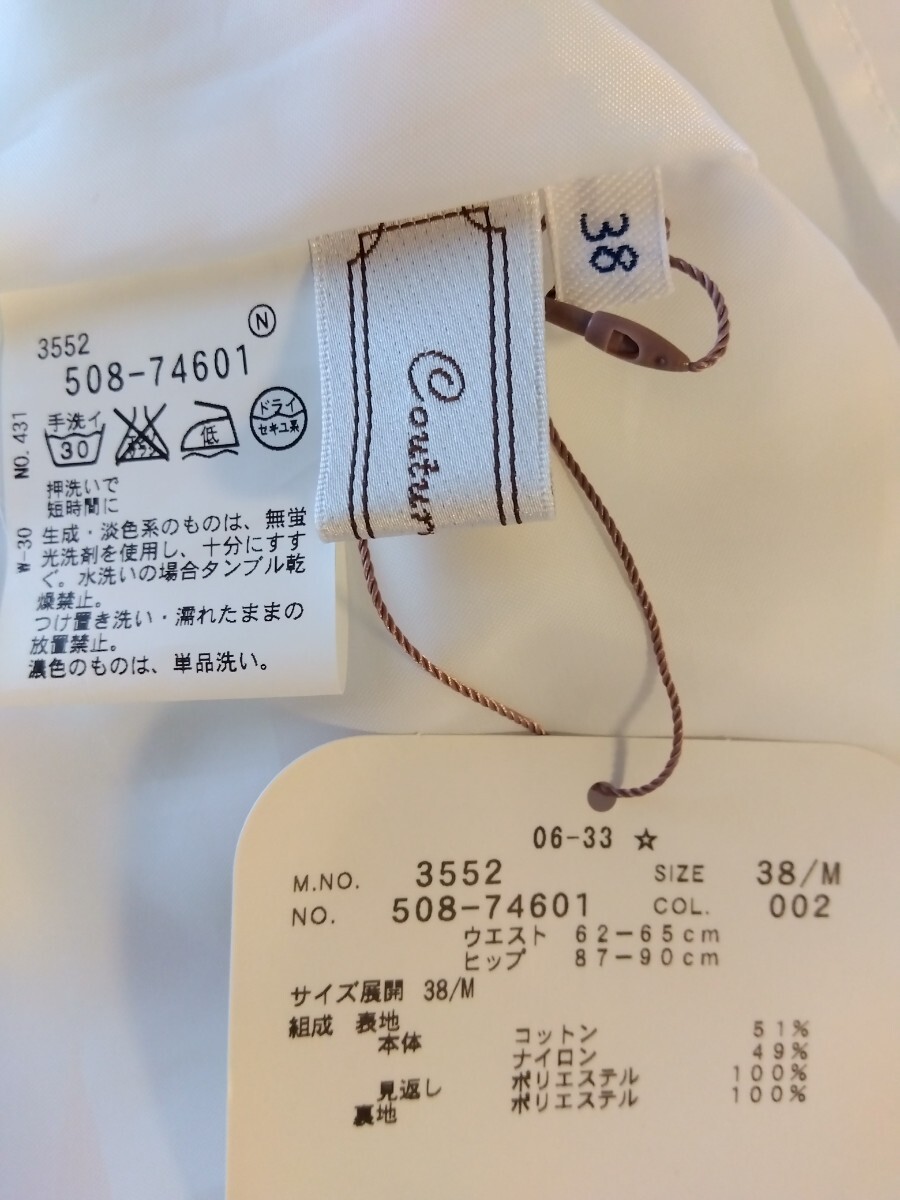 38
Coutur
3552
N
508-74601
NO. 431
手洗イ
30
低
ドライ
セキユ系
W-30
押洗いで
短時間に
生成・淡色系のものは、無蛍
光洗剤を使用し、十分にすす
ぐ。水洗いの場合タンブル乾
燥禁止。
つけ置き洗い・濡れたままの
放置禁止。
濃色のものは、単品洗い。
06-33 ☆
M.NO. 3552 SIZE 38/M
NO. 508-74601 COL. 002
ウエスト 62-65cm
ヒップ 87-90cm
サイズ展開 38/M
組成 表地
本体 コットン 51%
ナイロン 49%
見返し ポリエステル 100%
裏地 ポリエステル 100%